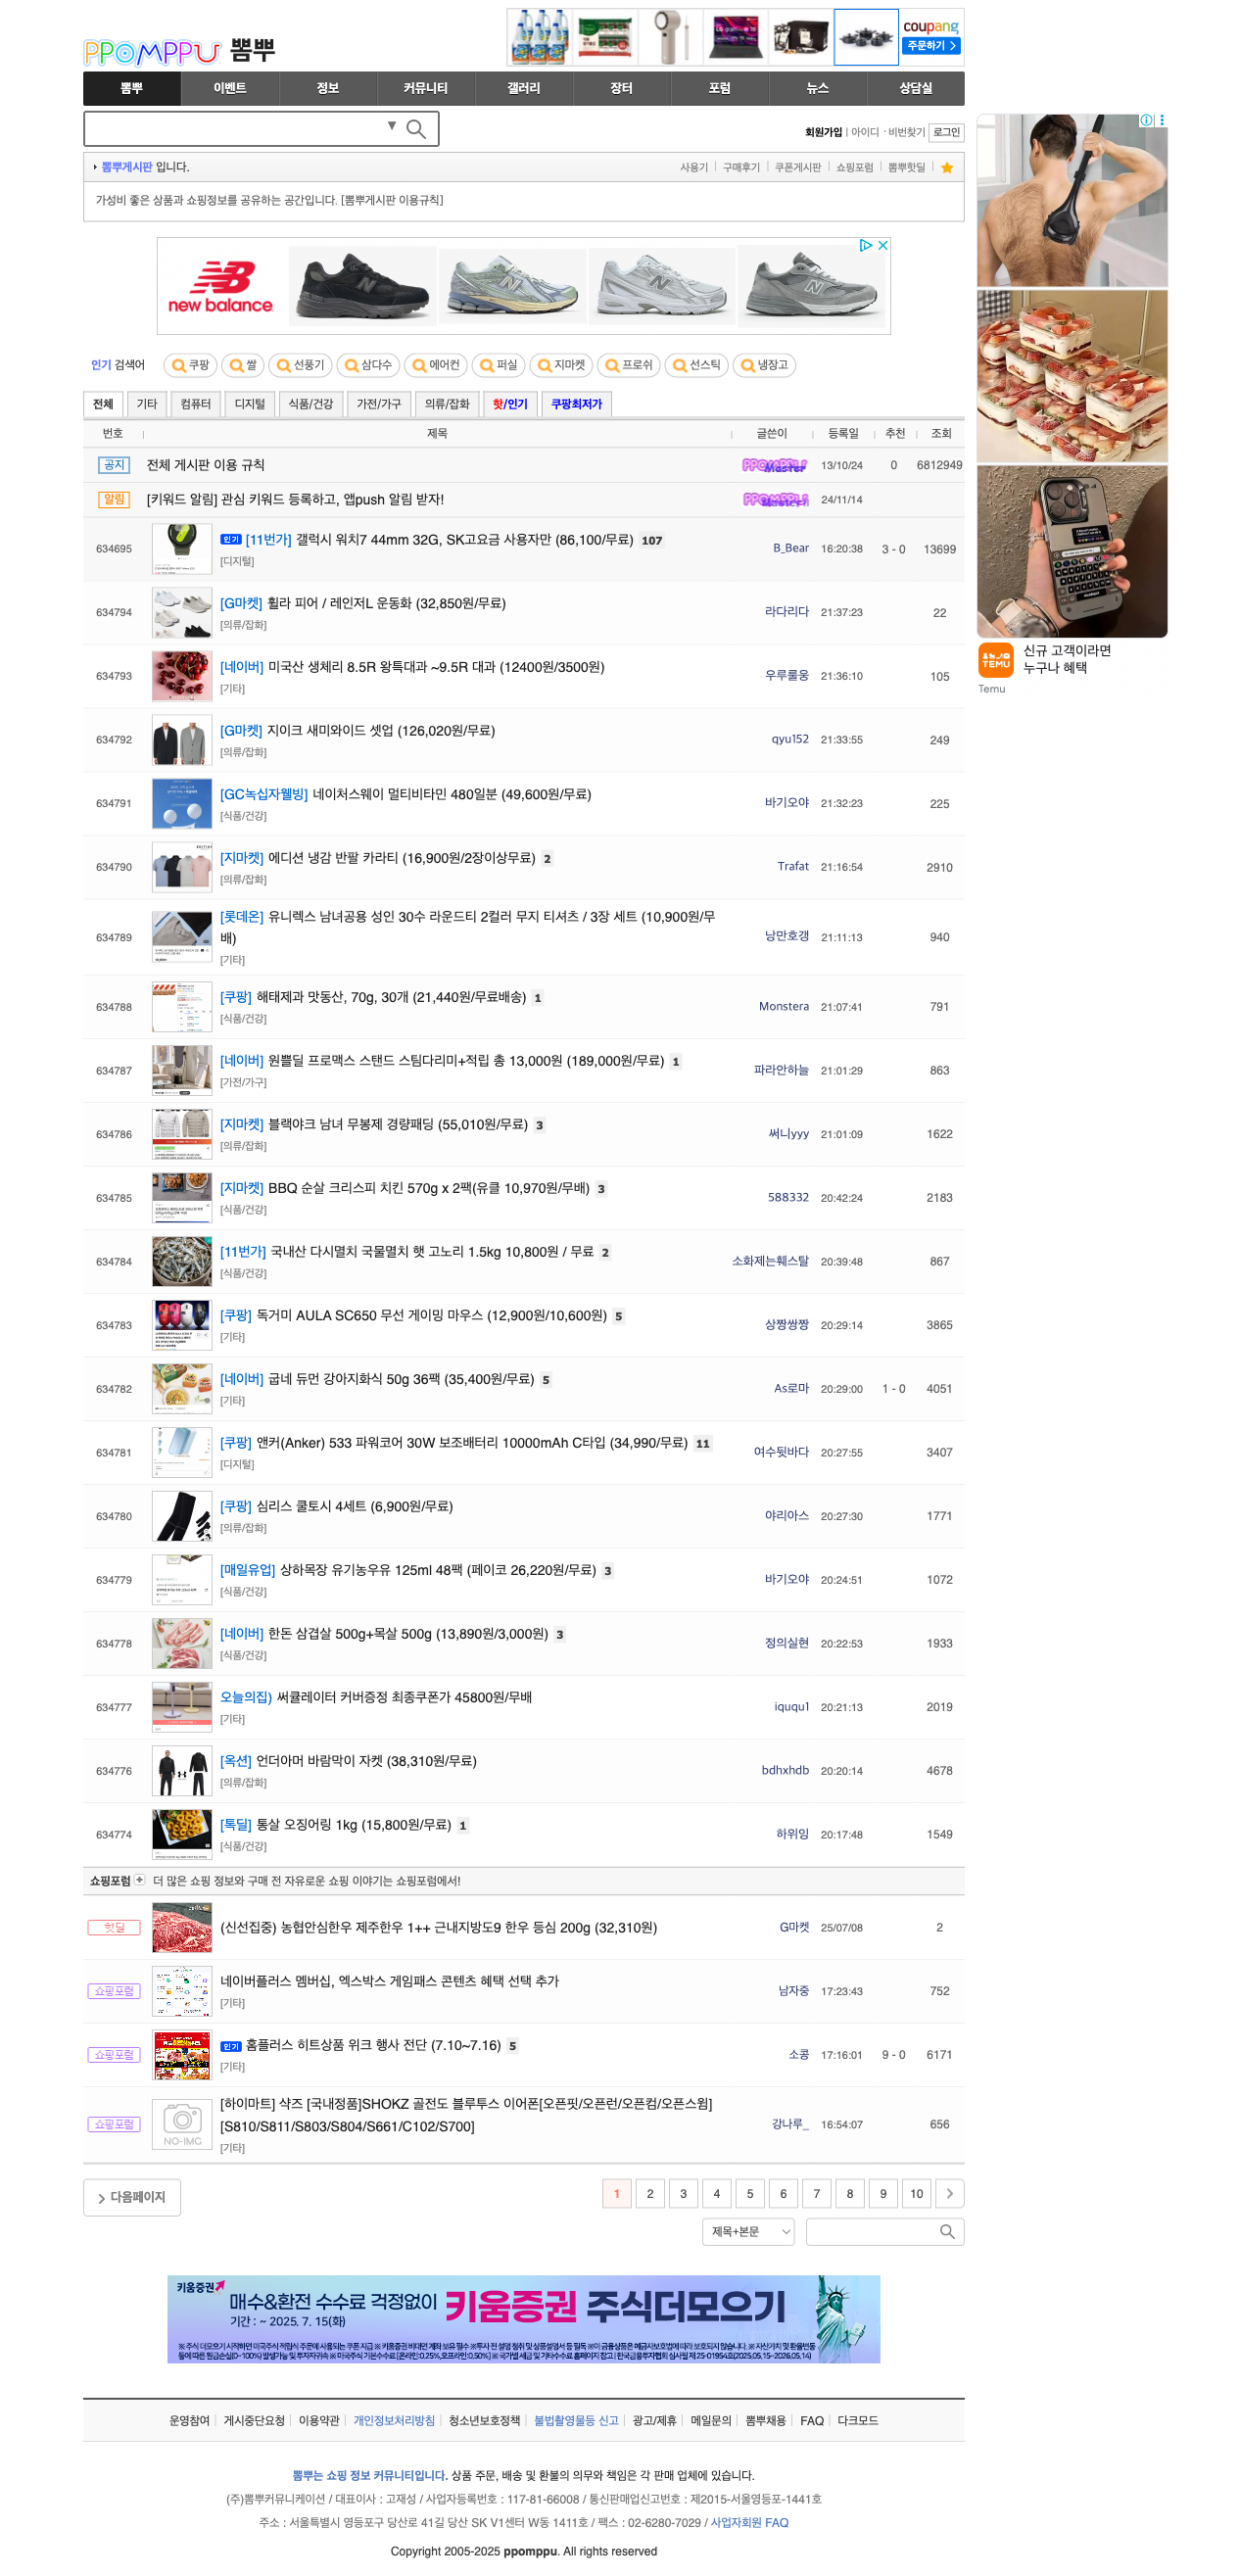 PPOMPPU 뽐뿌
coupang
주문하기 >
뽐뿌 이벤트 정보 커뮤니티 갤러리 장터 포럼 뉴스 상담실
회원가입 | 아이디 · 비번찾기 로그인
뽐뿌게시판 입니다.
사용기 구매후기 쿠폰게시판 쇼핑포럼 뽐뿌핫딜
가성비 좋은 상품과 쇼핑정보를 공유하는 공간입니다. [뽐뿌게시판 이용규칙]
new balance
인기 검색어 쿠팡 쌀 선풍기 삼다수 에어컨 퍼실 지마켓 프로쉬 선스틱 냉장고
전체 기타 컴퓨터 디지털 식품/건강 가전/가구 의류/잡화 핫/인기 쿠팡최저가
번호 제목 글쓴이 등록일 추천 조회
공지 전체 게시판 이용 규칙 Master 13/10/24 0 6812949
알림 [키워드 알림] 관심 키워드 등록하고, 앱push 알림 받자! Master 24/11/14
634695 인기 [11번가] 갤럭시 워치7 44mm 32G, SK고요금 사용자만 (86,100/무료) 107 B_Bear 16:20:38 3 - 0 13699
[디지털]
634794 [G마켓] 휠라 피어 / 레인저L 운동화 (32,850원/무료) 라다리다 21:37:23 22
[의류/잡화]
634793 [네이버] 미국산 생체리 8.5R 왕특대과 ~9.5R 대과 (12400원/3500원) 우루룰웅 21:36:10 105
[기타]
634792 [G마켓] 지이크 새미와이드 셋업 (126,020원/무료) qyu152 21:33:55 249
[의류/잡화]
634791 [GC녹십자웰빙] 네이처스웨이 멀티비타민 480일분 (49,600원/무료) 바기오야 21:32:23 225
[식품/건강]
634790 [지마켓] 에디션 냉감 반팔 카라티 (16,900원/2장이상무료) 2 Trafat 21:16:54 2910
[의류/잡화]
634789 [롯데온] 유니렉스 남녀공용 성인 30수 라운드티 2컬러 무지 티셔츠 / 3장 세트 (10,900원/무
배) 낭만호갱 21:11:13 940
[기타]
634788 [쿠팡] 해태제과 맛동산, 70g, 30개 (21,440원/무료배송) 1 Monstera 21:07:41 791
[식품/건강]
634787 [네이버] 원쁠딜 프로맥스 스탠드 스팀다리미+적립 총 13,000원 (189,000원/무료) 1 파라안하늘 21:01:29 863
[가전/가구]
634786 [지마켓] 블랙야크 남녀 무봉제 경량패딩 (55,010원/무료) 3 써니yyy 21:01:09 1622
[의류/잡화]
634785 [지마켓] BBQ 순살 크리스피 치킨 570g x 2팩(유클 10,970원/무배) 3 588332 20:42:24 2183
[식품/건강]
634784 [11번가] 국내산 다시멸치 국물멸치 햇 고노리 1.5kg 10,800원 / 무료 2 소화제는훼스탈 20:39:48 867
[식품/건강]
634783 [쿠팡] 독거미 AULA SC650 무선 게이밍 마우스 (12,900원/10,600원) 5 상짱쌍짱 20:29:14 3865
[기타]
634782 [네이버] 굽네 듀먼 강아지화식 50g 36팩 (35,400원/무료) 5 As로마 20:29:00 1 - 0 4051
[기타]
634781 [쿠팡] 앤커(Anker) 533 파워코어 30W 보조배터리 10000mAh C타입 (34,990/무료) 11 여수뒷바다 20:27:55 3407
[디지털]
634780 [쿠팡] 심리스 쿨토시 4세트 (6,900원/무료) 야리아스 20:27:30 1771
[의류/잡화]
634779 [매일유업] 상하목장 유기농우유 125ml 48팩 (페이코 26,220원/무료) 3 바기오야 20:24:51 1072
[식품/건강]
634778 [네이버] 한돈 삼겹살 500g+목살 500g (13,890원/3,000원) 3 정의실현 20:22:53 1933
[식품/건강]
634777 오늘의집) 써큘레이터 커버증정 최종쿠폰가 45800원/무배 iququ1 20:21:13 2019
[기타]
634776 [옥션] 언더아머 바람막이 자켓 (38,310원/무료) bdhxhdb 20:20:14 4678
[의류/잡화]
634774 [톡딜] 통살 오징어링 1kg (15,800원/무료) 1 하위잉 20:17:48 1549
[식품/건강]
쇼핑포럼 + 더 많은 쇼핑 정보와 구매 전 자유로운 쇼핑 이야기는 쇼핑포럼에서!
핫딜 (신선집중) 농협안심한우 제주한우 1++ 근내지방도9 한우 등심 200g (32,310원) G마켓 25/07/08 2
쇼핑포럼 네이버플러스 멤버십, 엑스박스 게임패스 콘텐츠 혜택 선택 추가 남자중 17:23:43 752
[기타]
쇼핑포럼 인기 홈플러스 히트상품 위크 행사 전단 (7.10~7.16) 5 소콩 17:16:01 9 - 0 6171
[기타]
쇼핑포럼 [하이마트] 샥즈 [국내정품]SHOKZ 골전도 블루투스 이어폰[오픈핏/오픈런/오픈컴/오픈스윔]
[S810/S811/S803/S804/S661/C102/S700] 강나루_ 16:54:07 656
[기타]
NO-IMG
> 다음페이지 1 2 3 4 5 6 7 8 9 10 >
제목+본문
키움증권 매수&환전 수수료 걱정없이 키움증권 주식더모으기
기간 : ~ 2025. 7. 15(화)
운영참여 게시중단요청 이용약관 개인정보처리방침 청소년보호정책 불법촬영물등 신고 광고/제휴 메일문의 뽐뿌채용 FAQ 다크모드
뽐뿌는 쇼핑 정보 커뮤니티입니다. 상품 주문, 배송 및 환불의 의무와 책임은 각 판매 업체에 있습니다.
(주)뽐뿌커뮤니케이션 / 대표이사 : 고재성 / 사업자등록번호 : 117-81-66008 / 통신판매업신고번호 : 제2015-서울영등포-1441호
주소 : 서울특별시 영등포구 당산로 41길 당산 SK V1센터 W동 1411호 / 팩스 : 02-6280-7029 / 사업자회원 FAQ
Copyright 2005-2025 ppomppu. All rights reserved
TEMU
신규 고객이라면
누구나 혜택
Temu